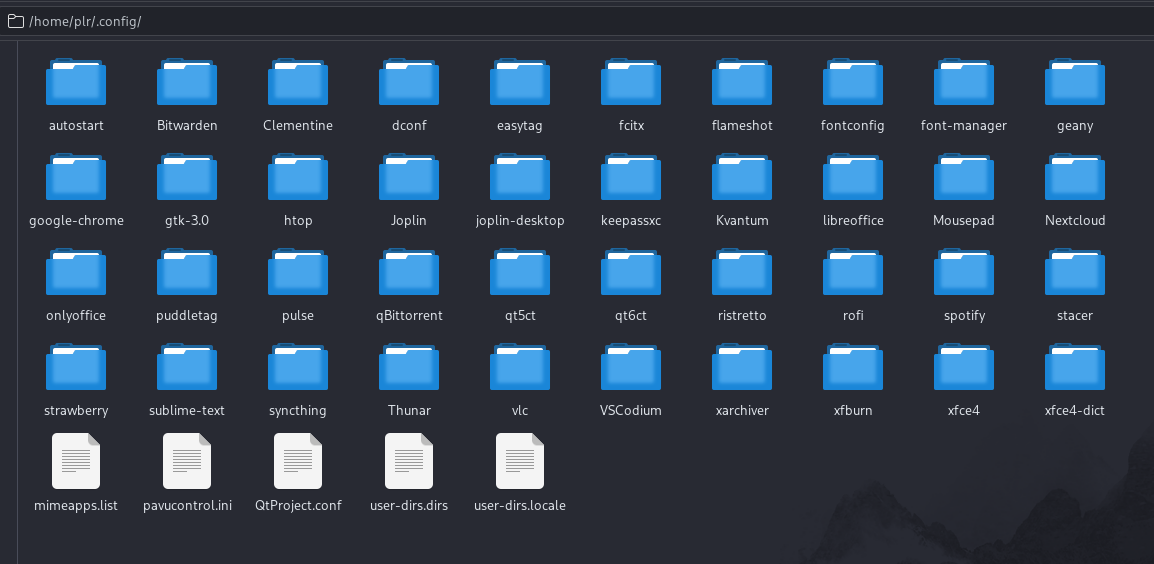 /home/plr/.config/
autostart Bitwarden Clementine dconf easytag fcitx flameshot fontconfig font-manager geany
google-chrome gtk-3.0 htop Joplin joplin-desktop keepassxc Kvantum libreoffice Mousepad Nextcloud
onlyoffice puddletag pulse qBittorrent qt5ct qt6ct ristretto rofi spotify stacer
strawberry sublime-text syncthing Thunar vlc VSCodium xarchiver xfburn xfce4 xfce4-dict
mimeapps.list pavucontrol.ini QtProject.conf user-dirs.dirs user-dirs.locale